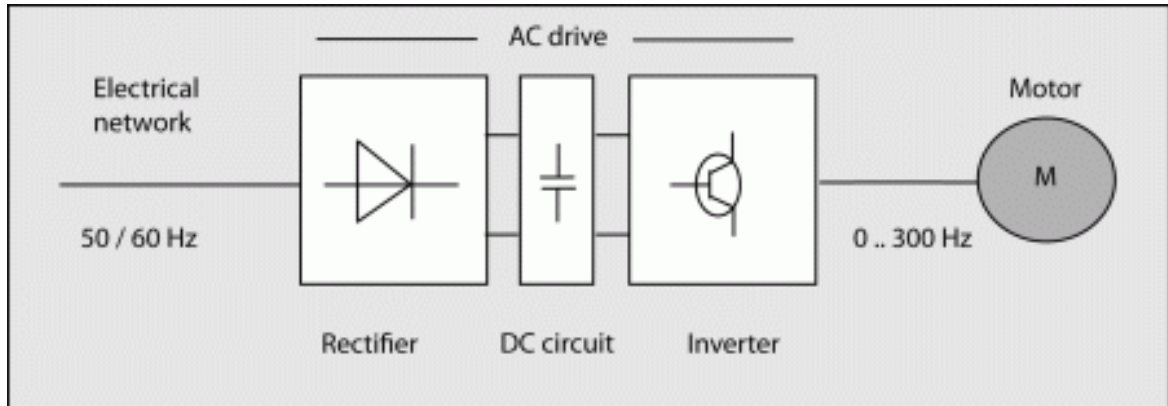 AC drive
Electrical
network
Motor
M
50 / 60 Hz
0 .. 300 Hz
Rectifier
DC circuit
Inverter